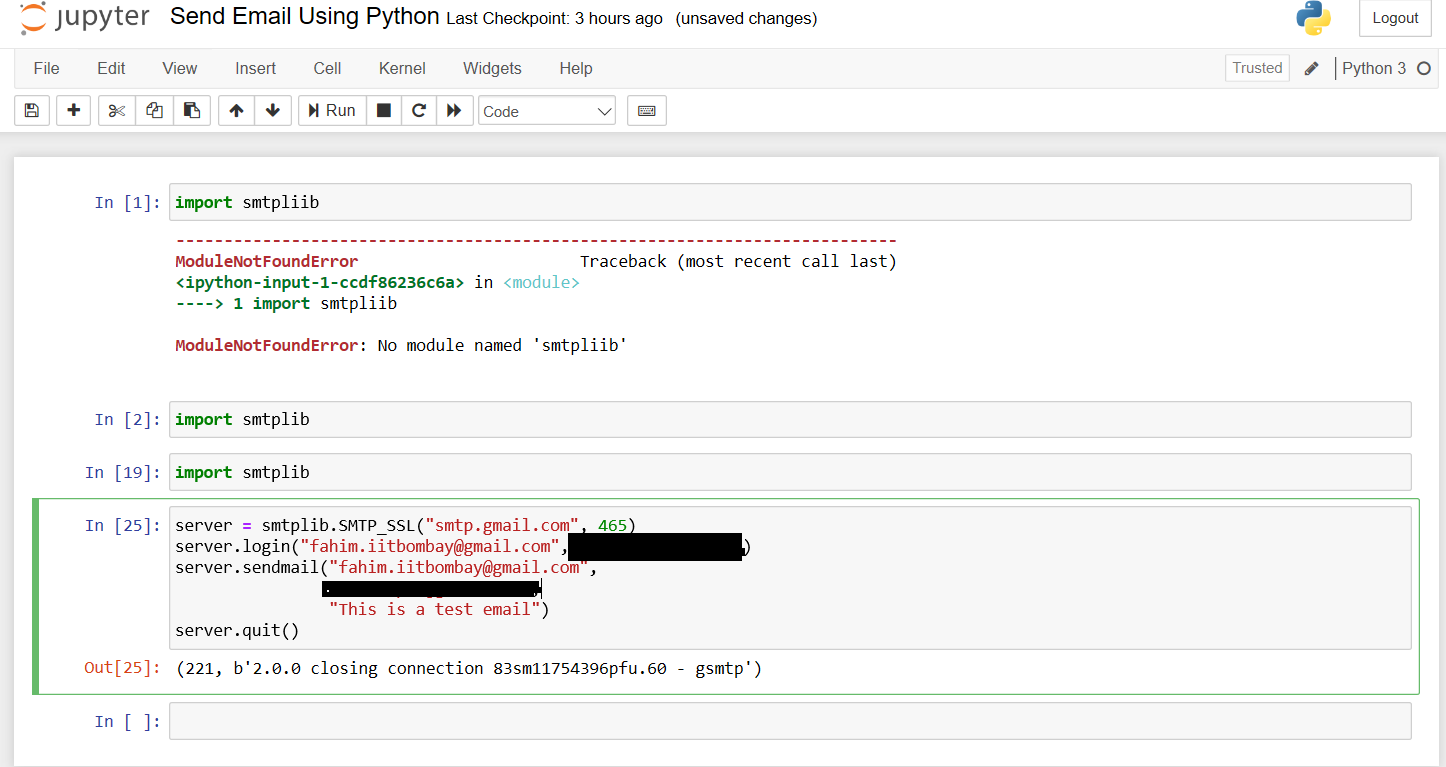 jupyter Send Email Using Python Last Checkpoint: 3 hours ago (unsaved changes) Logout
File Edit View Insert Cell Kernel Widgets Help Trusted Python 3
Run Code
In [1]: import smtpliib
---------------------------------------------------------------------------
ModuleNotFoundError Traceback (most recent call last)
<ipython-input-1-ccdf86236c6a> in <module>
----> 1 import smtpliib
ModuleNotFoundError: No module named 'smtpliib'
In [2]: import smtplib
In [19]: import smtplib
In [25]: server = smtplib.SMTP_SSL("smtp.gmail.com", 465)
server.login("fahim.iitbombay@gmail.com", )
server.sendmail("fahim.iitbombay@gmail.com",
"This is a test email")
server.quit()
Out[25]: (221, b'2.0.0 closing connection 83sm11754396pfu.60 - gsmtp')
In [ ]: